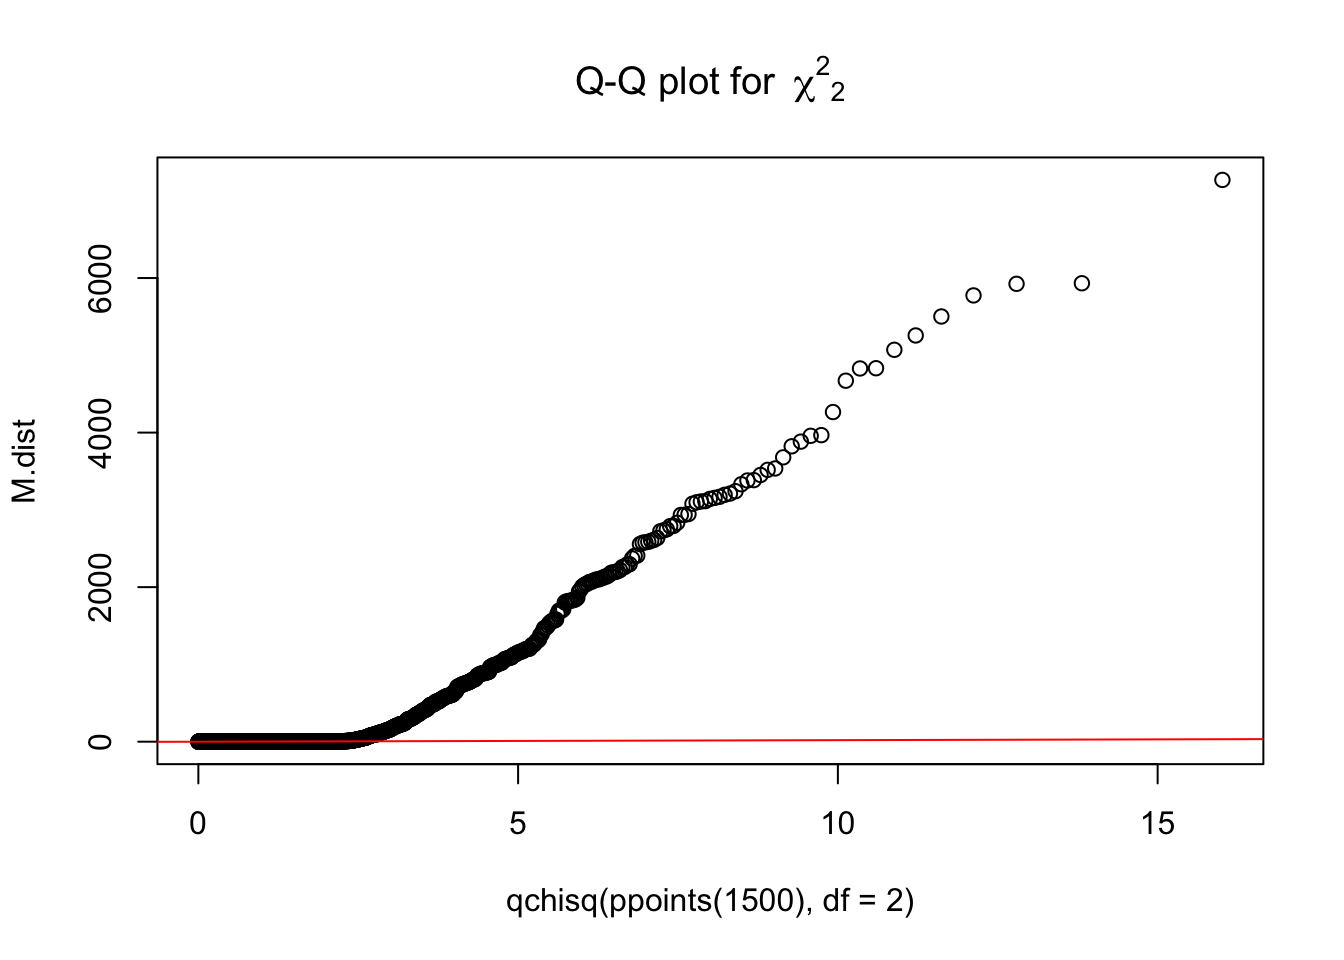 Q-Q plot for χ²₂
M.dist
6000
4000
2000
0
0 5 10 15
qchisq(ppoints(1500), df = 2)